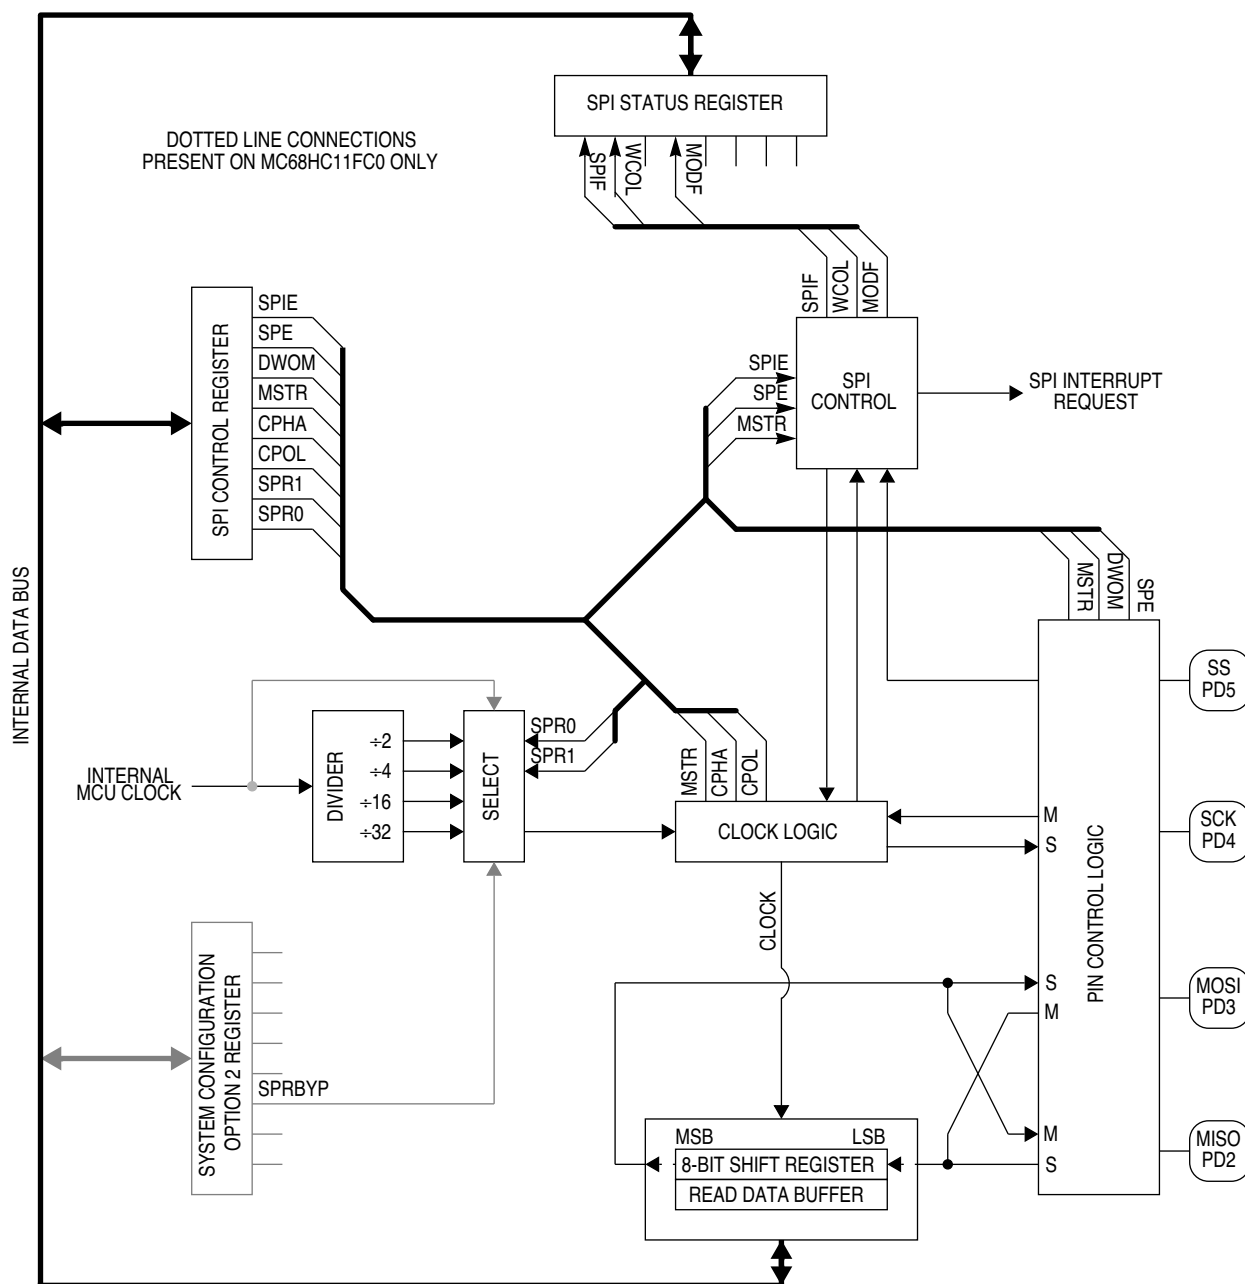 SPI STATUS REGISTER
DOTTED LINE CONNECTIONS
PRESENT ON MC68HC11FC0 ONLY
SPIF
WCOL
MODF
SPIF
WCOL
MODF
SPI CONTROL REGISTER
SPIE
SPE
DWOM
MSTR
CPHA
CPOL
SPR1
SPR0
SPIE
SPE
MSTR
SPI
CONTROL
SPI INTERRUPT
REQUEST
INTERNAL DATA BUS
MSTR
DWOM
SPE
SS
PD5
INTERNAL
MCU CLOCK
DIVIDER
÷2
÷4
÷16
÷32
SELECT
SPR0
SPR1
MSTR
CPHA
CPOL
CLOCK LOGIC
M
S
SCK
PD4
PIN CONTROL LOGIC
CLOCK
SYSTEM CONFIGURATION
OPTION 2 REGISTER
SPRBYP
S
M
MOSI
PD3
MSB
LSB
8-BIT SHIFT REGISTER
READ DATA BUFFER
M
S
MISO
PD2